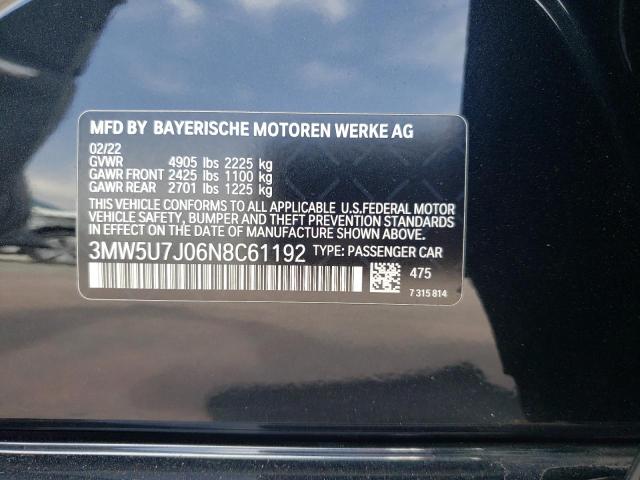 MFD BY BAYERISCHE MOTOREN WERKE AG
02/22
GVWR 4905 lbs 2225 kg
GAWR FRONT 2425 lbs 1100 kg
GAWR REAR 2701 lbs 1225 kg
THIS VEHICLE CONFORMS TO ALL APPLICABLE U.S.FEDERAL MOTOR
VEHICLE SAFETY, BUMPER AND THEFT PREVENTION STANDARDS
IN EFFECT ON THE DATE OF MANUFACTURE SHOWN ABOVE.
3MW5U7J06N8C61192 TYPE: PASSENGER CAR
475
7 315 814